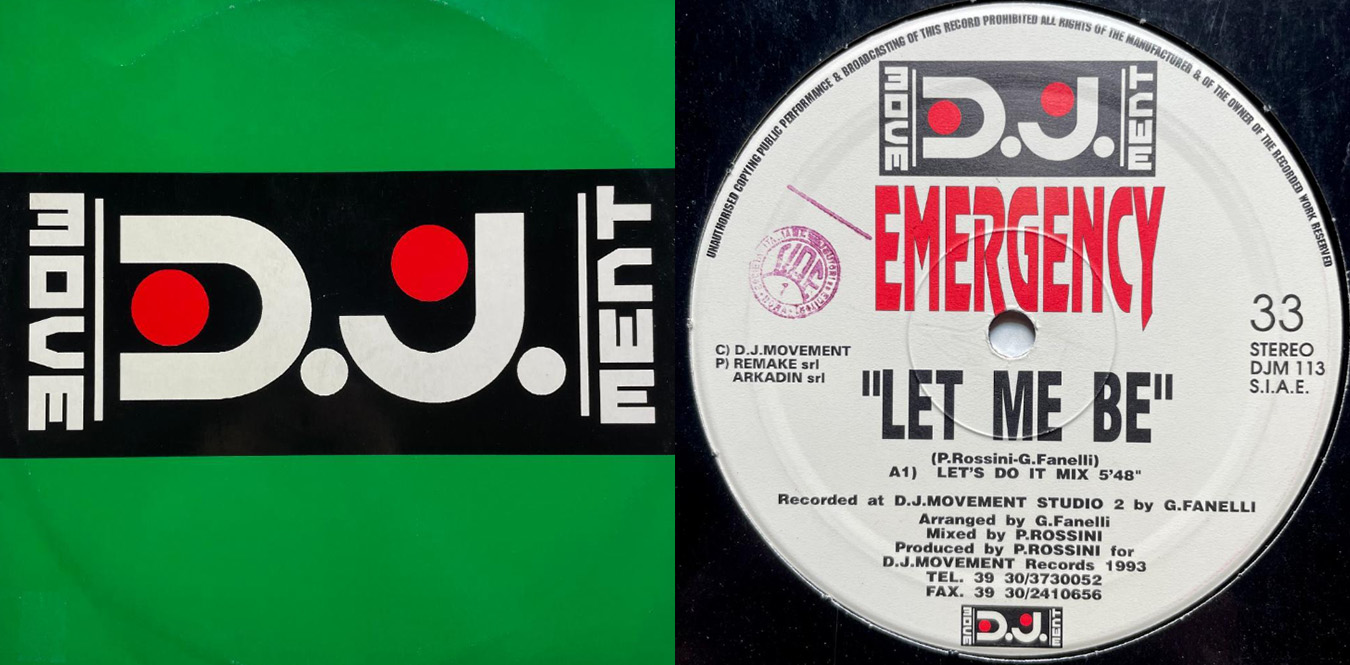 MOVE D.J. MENT
UNAUTHORISED COPYING PUBLIC PERFORMANCE & BROADCASTING OF THIS RECORD PROHIBITED ALL RIGHTS OF THE MANUFACTURER & OF THE OWNER OF THE RECORDED WORK RESERVED
MOVE D.J. MENT
EMERGENCY
33
STEREO
DJM 113
S.I.A.E.
C) D.J.MOVEMENT
P) REMAKE srl
ARKADIN srl
"LET ME BE"
(P.Rossini-G.Fanelli)
A1) LET'S DO IT MIX 5'48"
Recorded at D.J.MOVEMENT STUDIO 2 by G.FANELLI
Arranged by G.Fanelli
Mixed by P.ROSSINI
Produced by P.ROSSINI for
D.J.MOVEMENT Records 1993
TEL. 39 30/3730052
FAX. 39 30/2410656
MOVE D.J. MENT